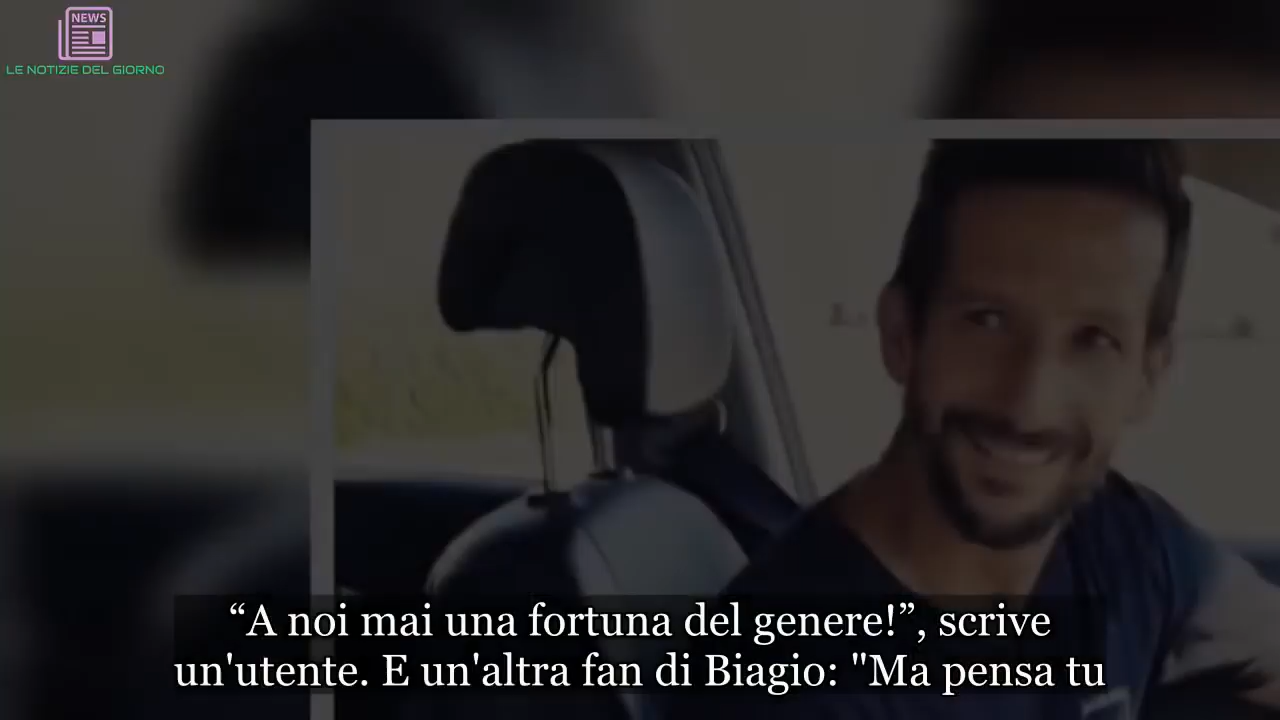 NEWS
LE NOTIZIE DEL GIORNO
“A noi mai una fortuna del genere!”, scrive
un'utente. E un'altra fan di Biagio: "Ma pensa tu